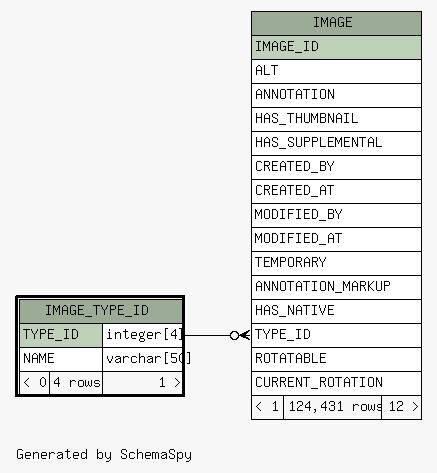 IMAGE
IMAGE_ID
ALT
ANNOTATION
HAS_THUMBNAIL
HAS_SUPPLEMENTAL
CREATED_BY
CREATED_AT
MODIFIED_BY
MODIFIED_AT
TEMPORARY
ANNOTATION_MARKUP
HAS_NATIVE
TYPE_ID
ROTATABLE
CURRENT_ROTATION
< 1 124,431 rows 12 >
IMAGE_TYPE_ID
TYPE_ID integer[4]
NAME varchar[50]
< 0 4 rows 1 >
Generated by SchemaSpy